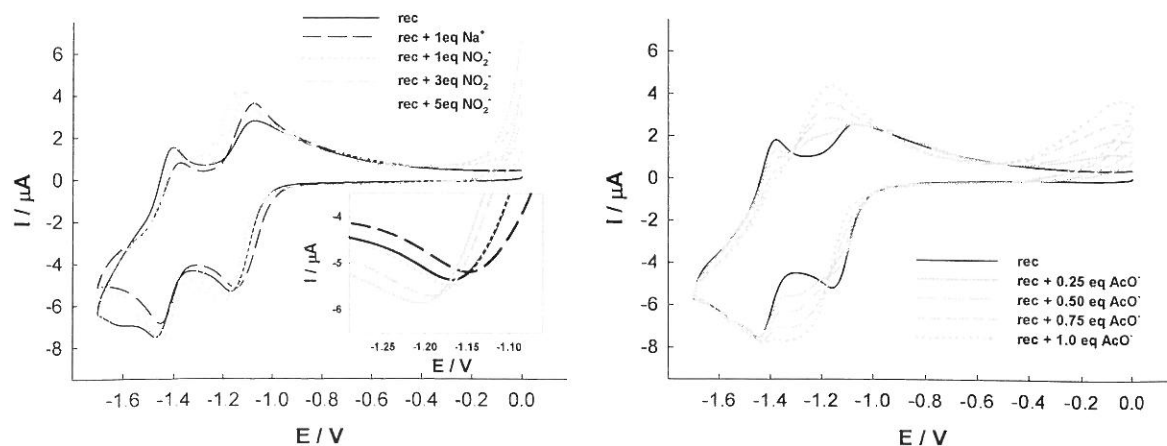 rec
rec + 1eq Na⁺
rec + 1eq NO₂⁻
rec + 3eq NO₂⁻
rec + 5eq NO₂⁻
6
4
2
0
-2
-4
-6
-8
I / µA
-1.6 -1.4 -1.2 -1.0 -0.8 -0.6 -0.4 -0.2 0.0
E / V
-4
-5
-6
I / µA
-1.25 -1.20 -1.15 -1.10
E / V
6
4
2
0
-2
-4
-6
-8
I / µA
rec
rec + 0.25 eq AcO⁻
rec + 0.50 eq AcO⁻
rec + 0.75 eq AcO⁻
rec + 1.0 eq AcO⁻
-1.6 -1.4 -1.2 -1.0 -0.8 -0.6 -0.4 -0.2 0.0
E / V